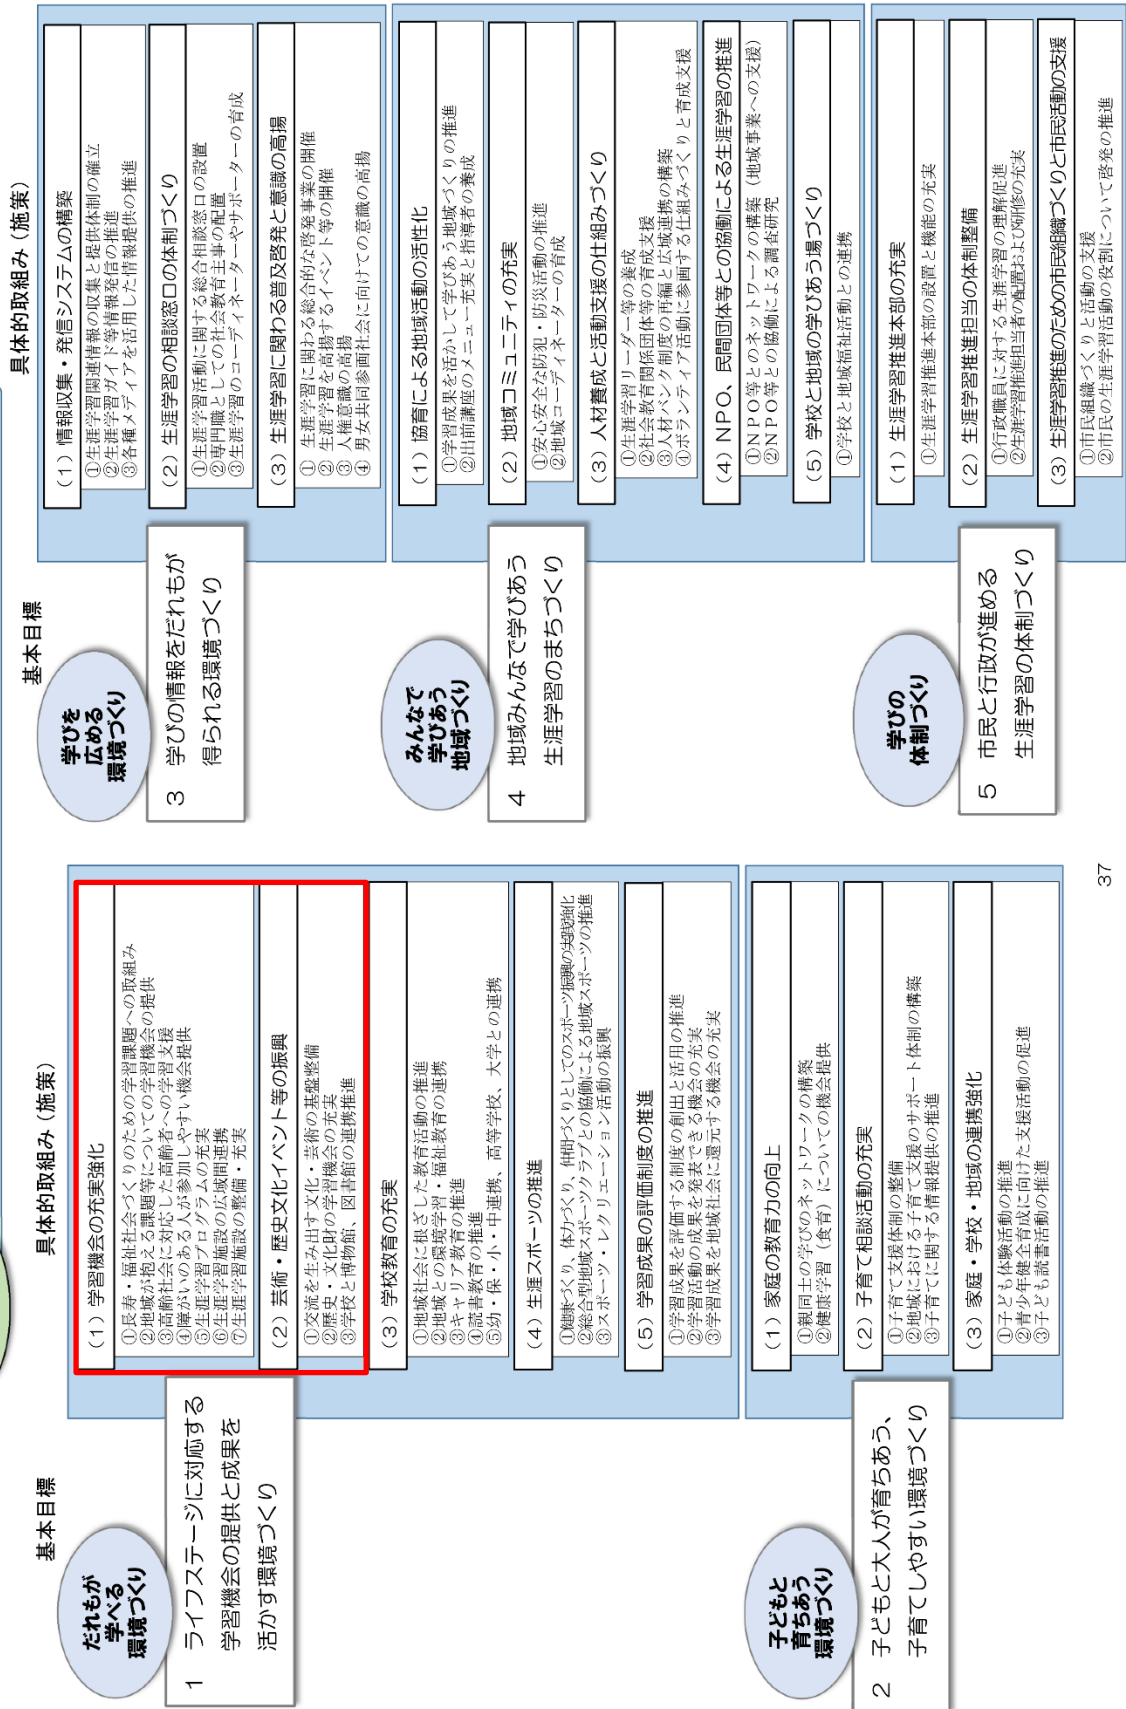 基本目標
具体的取組み（施策）
だれもが
学べる
環境づくり
1　ライフステージに対応する
学習機会の提供と成果を
活かす環境づくり
（１）学習機会の充実強化
①長寿・福祉社会づくりのための学習課題への取組み
②地域が抱える課題等についての学習機会の提供
③高齢社会に対応した高齢者への学習支援
④障がいのある人が参加しやすい機会提供
⑤生涯学習プログラムの充実
⑥生涯学習施設の広域間連携
⑦生涯学習施設の整備・充実
（２）芸術・歴史文化イベント等の振興
①交流を生み出す文化・芸術の基盤整備
②歴史・文化財の学習機会の充実
③学校と博物館、図書館の連携推進
（３）学校教育の充実
①地域社会に根ざした教育活動の推進
②地域との環境学習・福祉教育の連携
③キャリア教育の推進
④読書教育の推進
⑤幼・保・小・中連携、高等学校、大学との連携
（４）生涯スポーツの推進
①健康づくり、体力づくり、仲間づくりとしてのスポーツ振興の実践強化
②総合型地域スポーツクラブとの協働による地域スポーツの推進
③スポーツ・レクリエーション活動の振興
（５）学習成果の評価制度の推進
①学習成果を評価する制度の創出と活用の推進
②学習活動の成果を発表できる機会の充実
③学習成果を地域社会に還元する機会の充実
子どもと
育ちあう
環境づくり
2　子どもと大人が育ちあう、
子育てしやすい環境づくり
（１）家庭の教育力の向上
①親同士の学びのネットワークの構築
②健康学習（食育）についての機会提供
（２）子育て相談活動の充実
①子育て支援体制の整備
②地域における子育て支援のサポート体制の構築
③子育てに関する情報提供の推進
（３）家庭・学校・地域の連携強化
①子ども体験活動の推進
②青少年健全育成に向けた支援活動の促進
③子ども読書活動の推進
基本目標
具体的取組み（施策）
学びを
広める
環境づくり
3　学びの情報をだれもが
得られる環境づくり
（１）情報収集・発信システムの構築
①生涯学習関連情報の収集と提供体制の確立
②生涯学習ガイド等情報発信の推進
③各種メディアを活用した情報提供の推進
（２）生涯学習の相談窓口の体制づくり
①生涯学習活動に関する総合相談窓口の設置
②専門職としての社会教育主事の配置
③生涯学習のコーディネーターやサポーターの育成
（３）生涯学習に関わる普及啓発と意識の高揚
① 生涯学習に関わる総合的な啓発事業の開催
② 生涯学習を高揚するイベント等の開催
③ 人権意識の高揚
④ 男女共同参画社会に向けての意識の高揚
みんなで
学びあう
地域づくり
4　地域みんなで学びあう
生涯学習のまちづくり
（１）協育による地域活動の活性化
①学習成果を活かして学びあう地域づくりの推進
②出前講座のメニュー充実と指導者の養成
（２）地域コミュニティの充実
①安心安全な防犯・防災活動の推進
②地域コーディネーターの育成
（３）人材養成と活動支援の仕組みづくり
①生涯学習リーダー等の養成
②社会教育関係団体等の育成支援
③人材バンク制度の再編と広域連携の構築
④ボランティア活動に参画する仕組みづくりと育成支援
（４）ＮＰＯ、民間団体等との協働による生涯学習の推進
①ＮＰＯ等とのネットワークの構築（地域事業への支援）
②ＮＰＯ等との協働による調査研究
（５）学校と地域の学びあう場づくり
①学校と地域福祉活動との連携
学びの
体制づくり
5　市民と行政が進める
生涯学習の体制づくり
（１）生涯学習推進本部の充実
①生涯学習推進本部の設置と機能の充実
（２）生涯学習推進担当の体制整備
①行政職員に対する生涯学習の理解促進
②生涯学習推進担当者の配置および研修の充実
（３）生涯学習推進のための市民組織づくりと市民活動の支援
①市民組織づくりと活動の支援
②市民の生涯学習活動の役割について啓発の推進
37